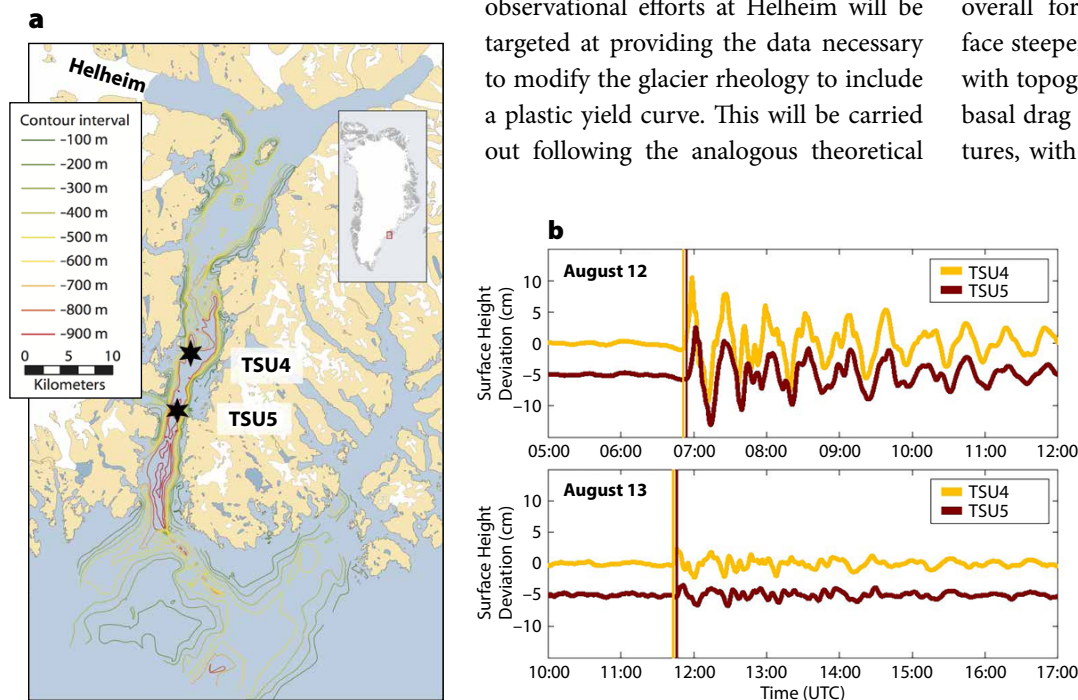 a
observational efforts at Helheim will be
targeted at providing the data necessary
to modify the glacier rheology to include
a plastic yield curve. This will be carried
out following the analogous theoretical
overall for
face steepe
with topog
basal drag
tures, with
Helheim
Contour interval
–100 m
–200 m
–300 m
–400 m
–500 m
–600 m
–700 m
–800 m
–900 m
0 5 10
Kilometers
TSU4
TSU5
b
August 12
TSU4
TSU5
Surface Height
Deviation (cm)
10
5
0
–5
–10
05:00 06:00 07:00 08:00 09:00 10:00 11:00 12:00
August 13
TSU4
TSU5
Surface Height
Deviation (cm)
10
5
0
–5
–10
10:00 11:00 12:00 13:00 14:00 15:00 16:00 17:00
Time (UTC)